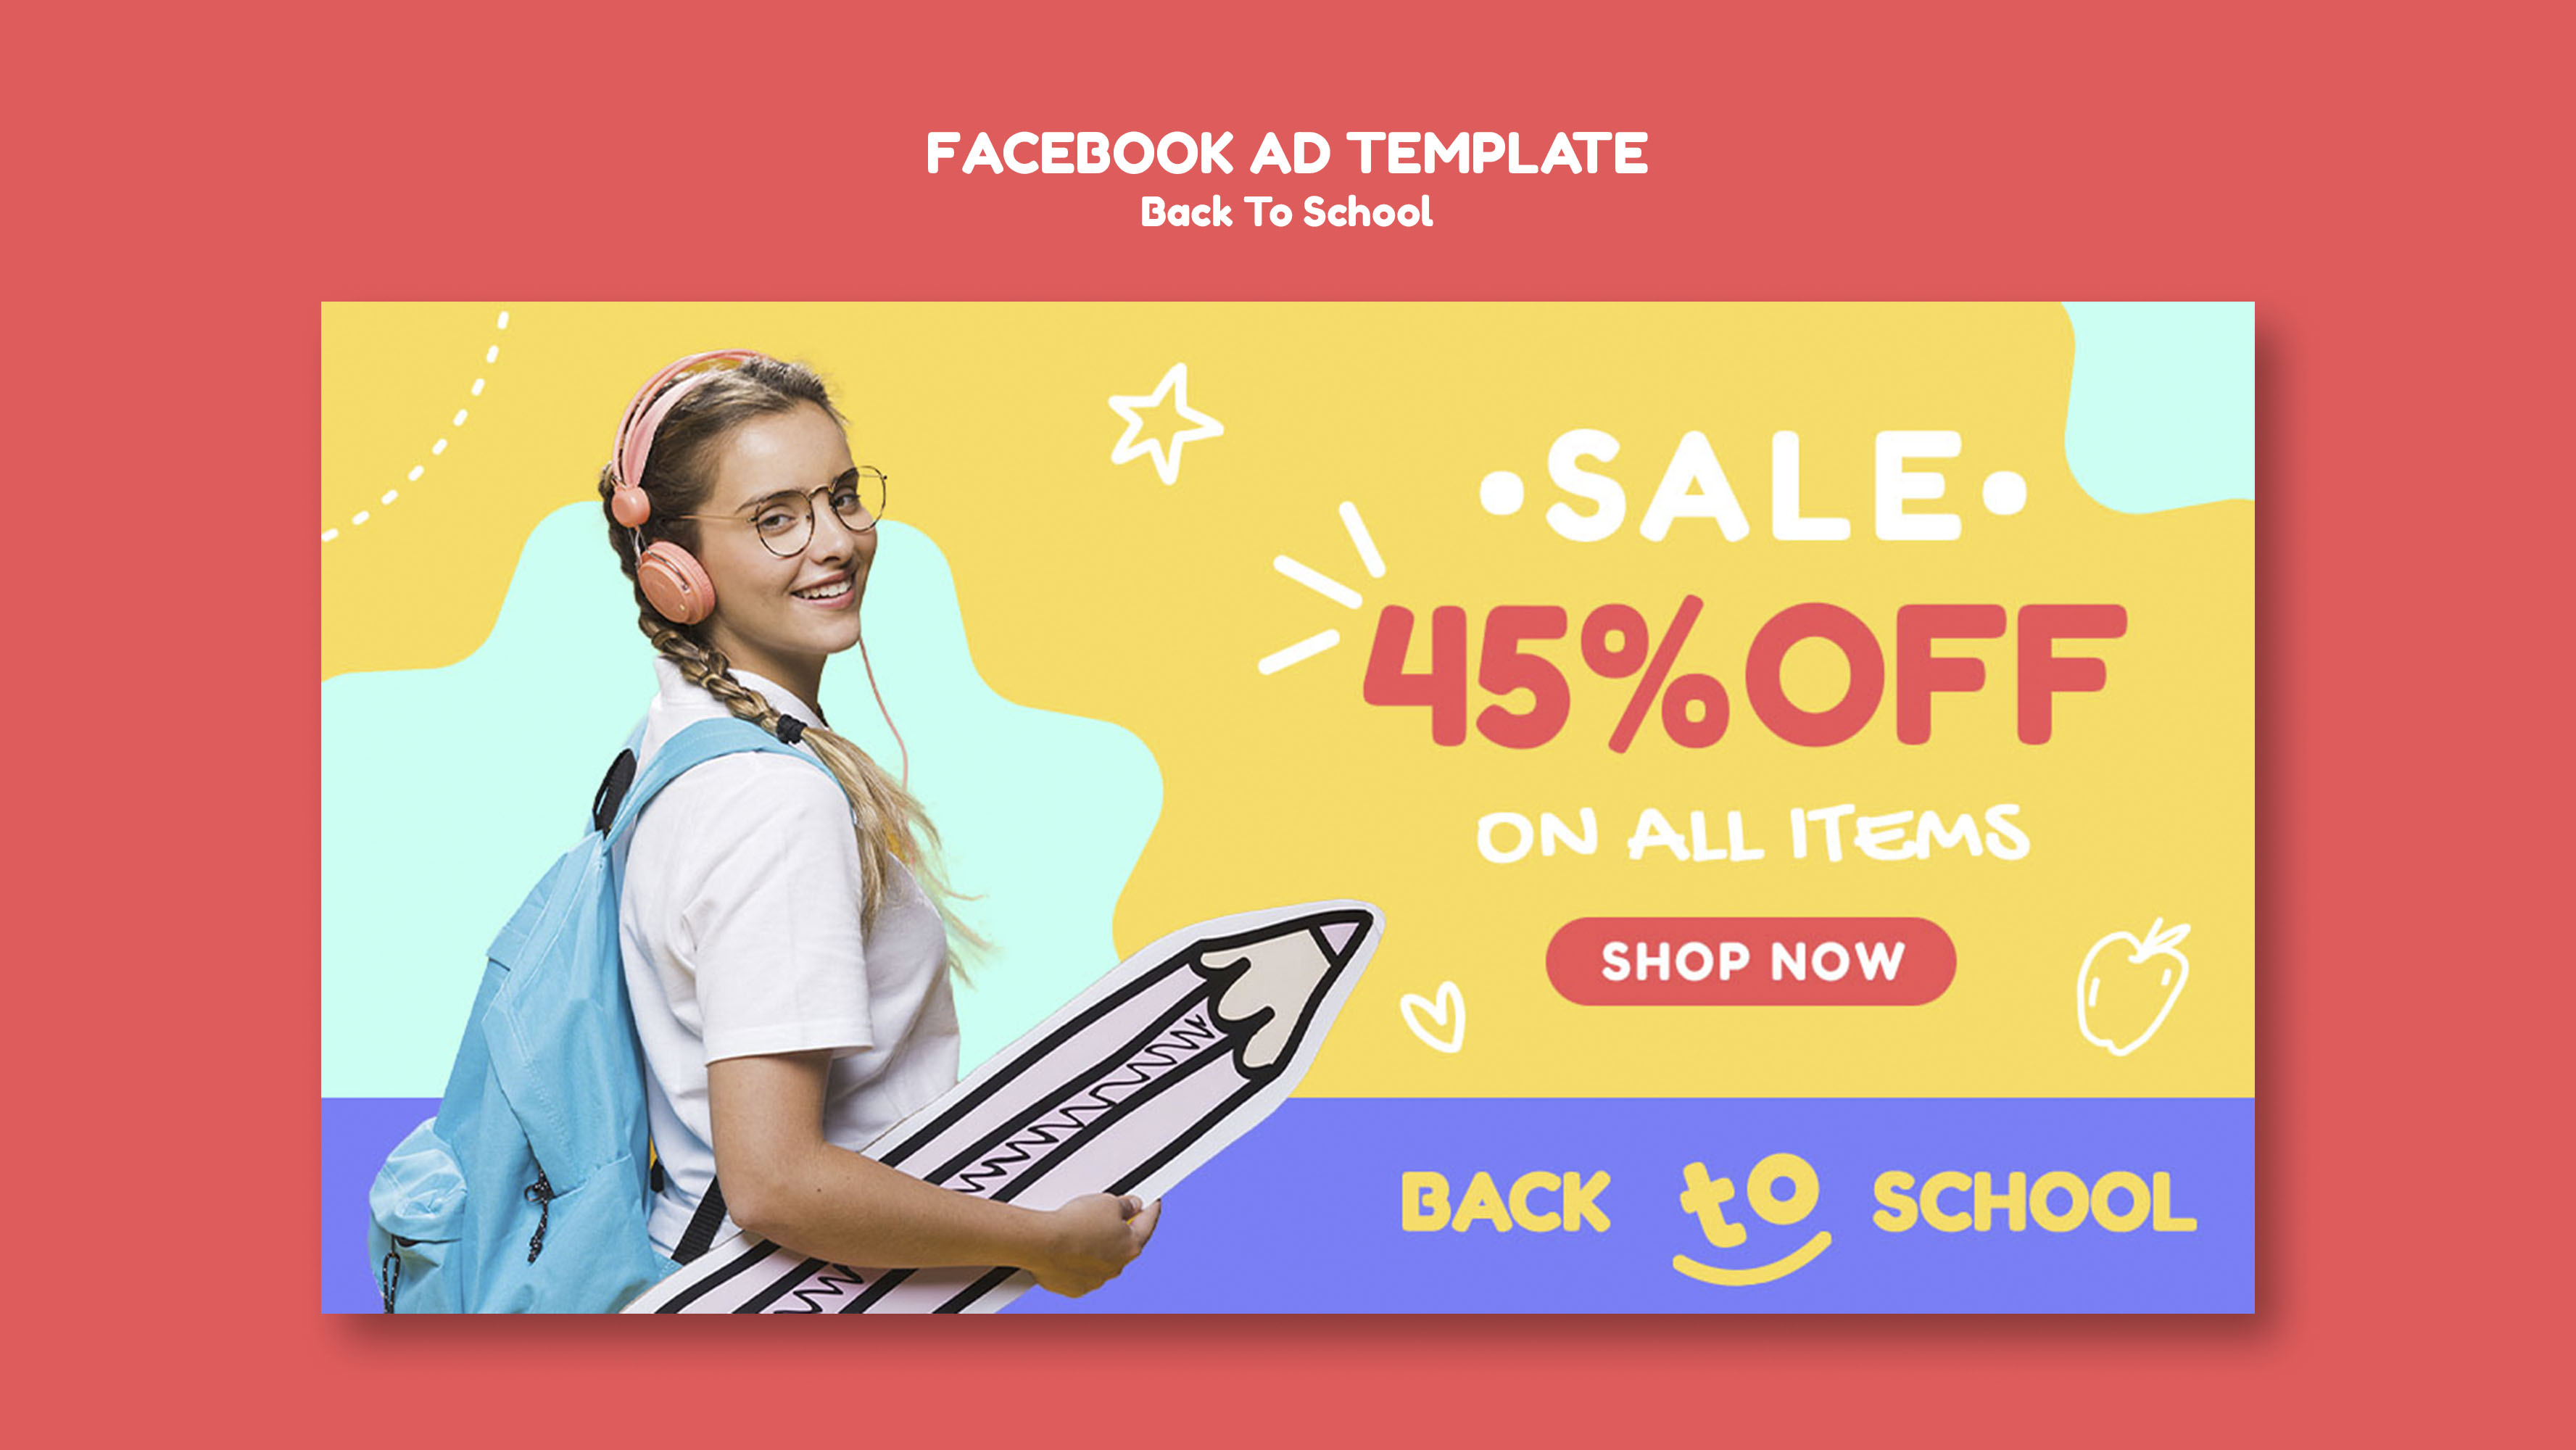 FACEBOOK AD TEMPLATE
Back To School
•SALE•
45%OFF
ON ALL ITEMS
SHOP NOW
BACK to SCHOOL